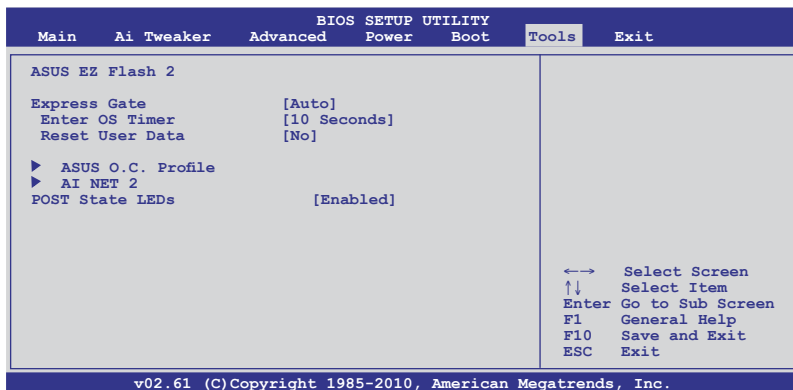 BIOS SETUP UTILITY
Main Ai Tweaker Advanced Power Boot Tools Exit
ASUS EZ Flash 2
Express Gate [Auto]
Enter OS Timer [10 Seconds]
Reset User Data [No]
▶ ASUS O.C. Profile
▶ AI NET 2
POST State LEDs [Enabled]
←→ Select Screen
↑↓ Select Item
Enter Go to Sub Screen
F1 General Help
F10 Save and Exit
ESC Exit
v02.61 (C)Copyright 1985-2010, American Megatrends, Inc.